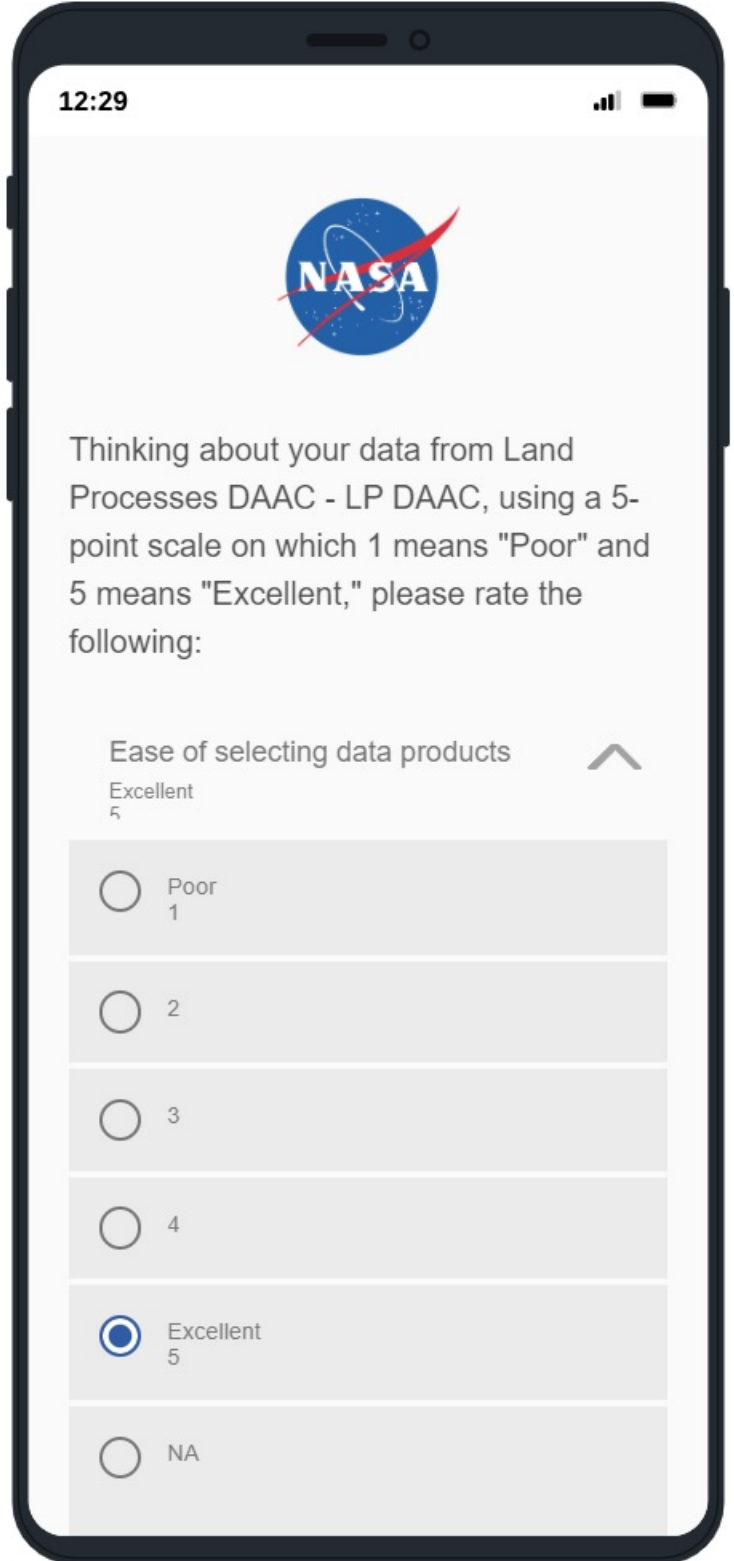 12:29
NASA
Thinking about your data from Land
Processes DAAC - LP DAAC, using a 5-
point scale on which 1 means "Poor" and
5 means "Excellent," please rate the
following:
Ease of selecting data products
Excellent
5
Poor
1
2
3
4
Excellent
5
NA